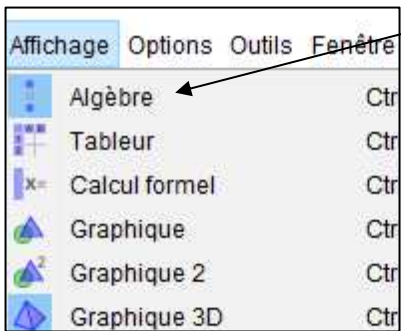 Affichage Options Outils Fenêtre
Algèbre Ctr
Tableur Ctr
x= Calcul formel Ctr
Graphique Ctr
2 Graphique 2 Ctr
Graphique 3D Ctr